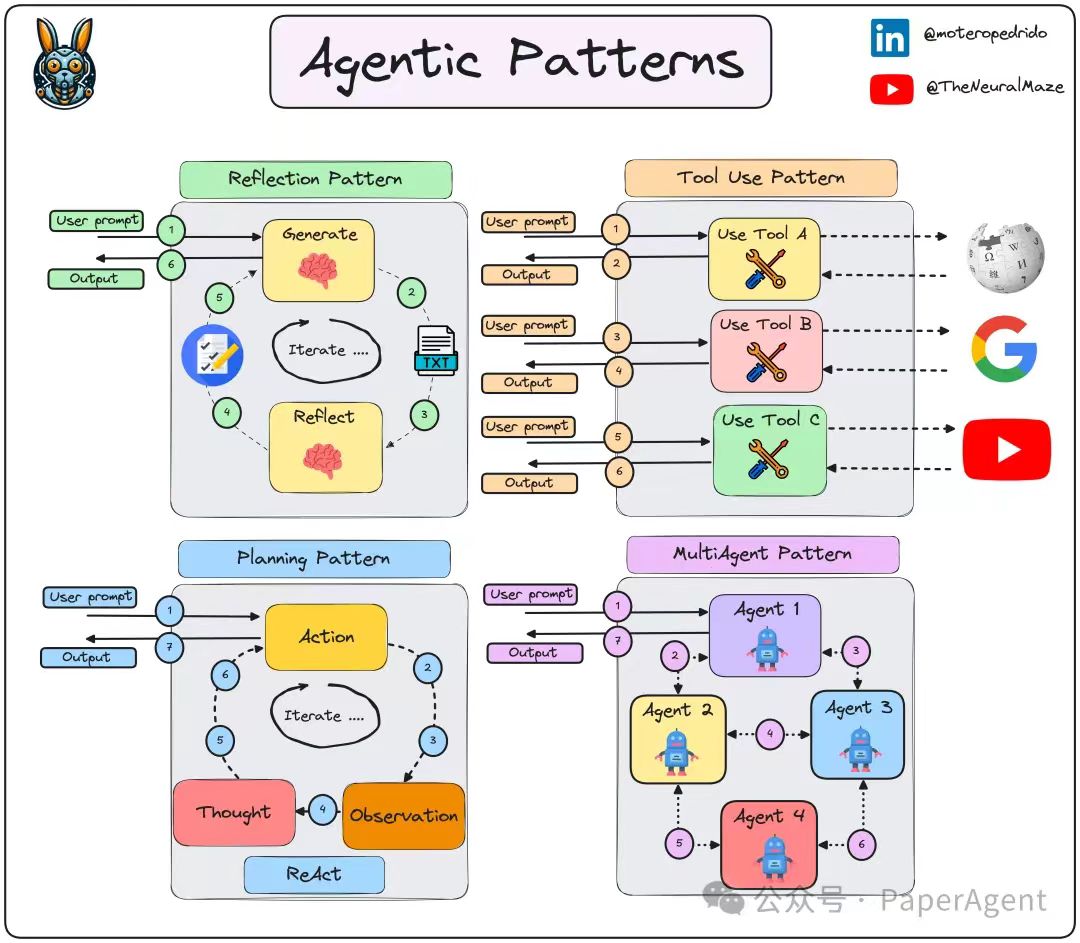 Agentic Patterns
in
@moteropedrido
@TheNeuralMaze
Reflection Pattern
User prompt
1
6
Output
Generate
5
2
Iterate ....
TXT
4
3
Reflect
Tool Use Pattern
User prompt
1
2
Output
Use Tool A
Ω
W
И
User prompt
3
4
Output
Use Tool B
G
User prompt
5
6
Output
Use Tool C
Planning Pattern
User prompt
1
7
Output
Action
6
2
Iterate ....
5
3
Thought
4
Observation
ReAct
MultiAgent Pattern
User prompt
1
7
Output
Agent 1
2
3
Agent 2
4
Agent 3
5
Agent 4
6
公众号 · PaperAgent